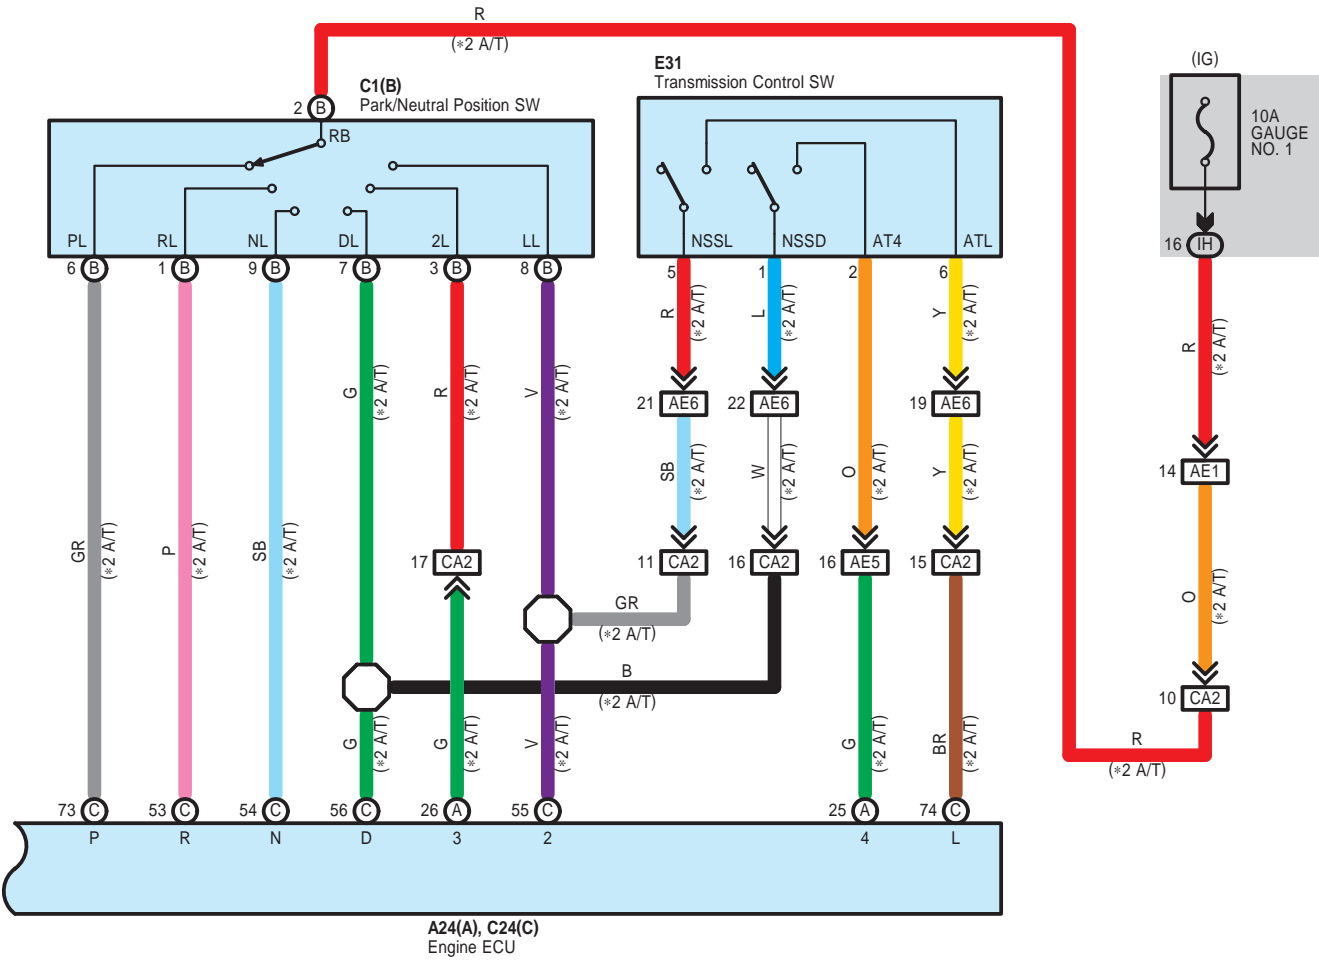 R
(*2 A/T)
C1(B)
Park/Neutral Position SW
2 B
RB
PL RL NL DL 2L LL
6 B 1 B 9 B 7 B 3 B 8 B
E31
Transmission Control SW
NSSL NSSD AT4 ATL
5 1 2 6
(IG)
10A
GAUGE
NO. 1
16 IH
R (*2 A/T)
L (*2 A/T)
Y (*2 A/T)
R (*2 A/T)
G (*2 A/T)
R (*2 A/T)
V (*2 A/T)
21 AE6
22 AE6
19 AE6
14 AE1
SB (*2 A/T)
W (*2 A/T)
O (*2 A/T)
Y (*2 A/T)
GR (*2 A/T)
P (*2 A/T)
SB (*2 A/T)
17 CA2
11 CA2
16 CA2
16 AE5
15 CA2
O (*2 A/T)
GR
(*2 A/T)
B
(*2 A/T)
10 CA2
G (*2 A/T)
G (*2 A/T)
V (*2 A/T)
G (*2 A/T)
BR (*2 A/T)
R
(*2 A/T)
73 C 53 C 54 C 56 C 26 A 55 C 25 A 74 C
P R N D 3 2 4 L
A24(A), C24(C)
Engine ECU